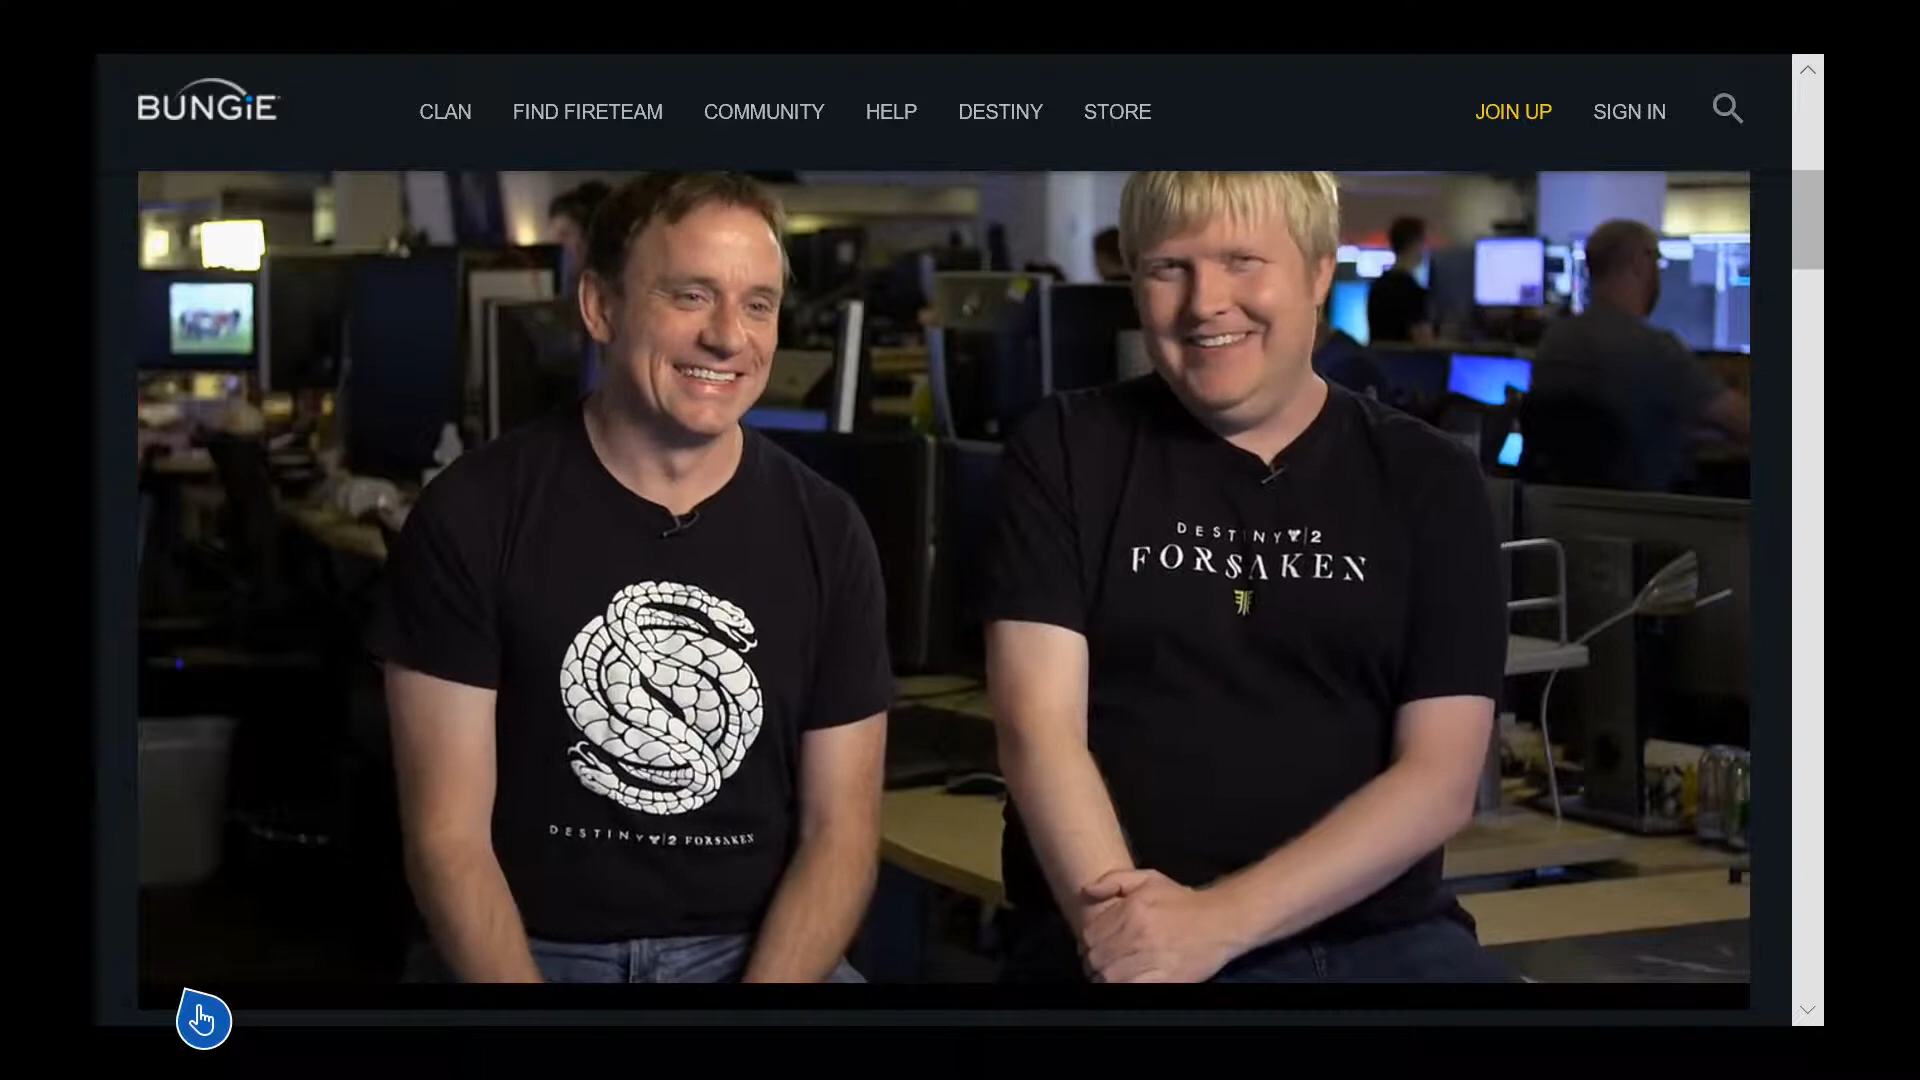 BUNGiE
CLAN
FIND FIRETEAM
COMMUNITY
HELP
DESTINY
STORE
JOIN UP
SIGN IN
DESTINY 2
FORSAKEN
DESTINY 2 FORSAKEN